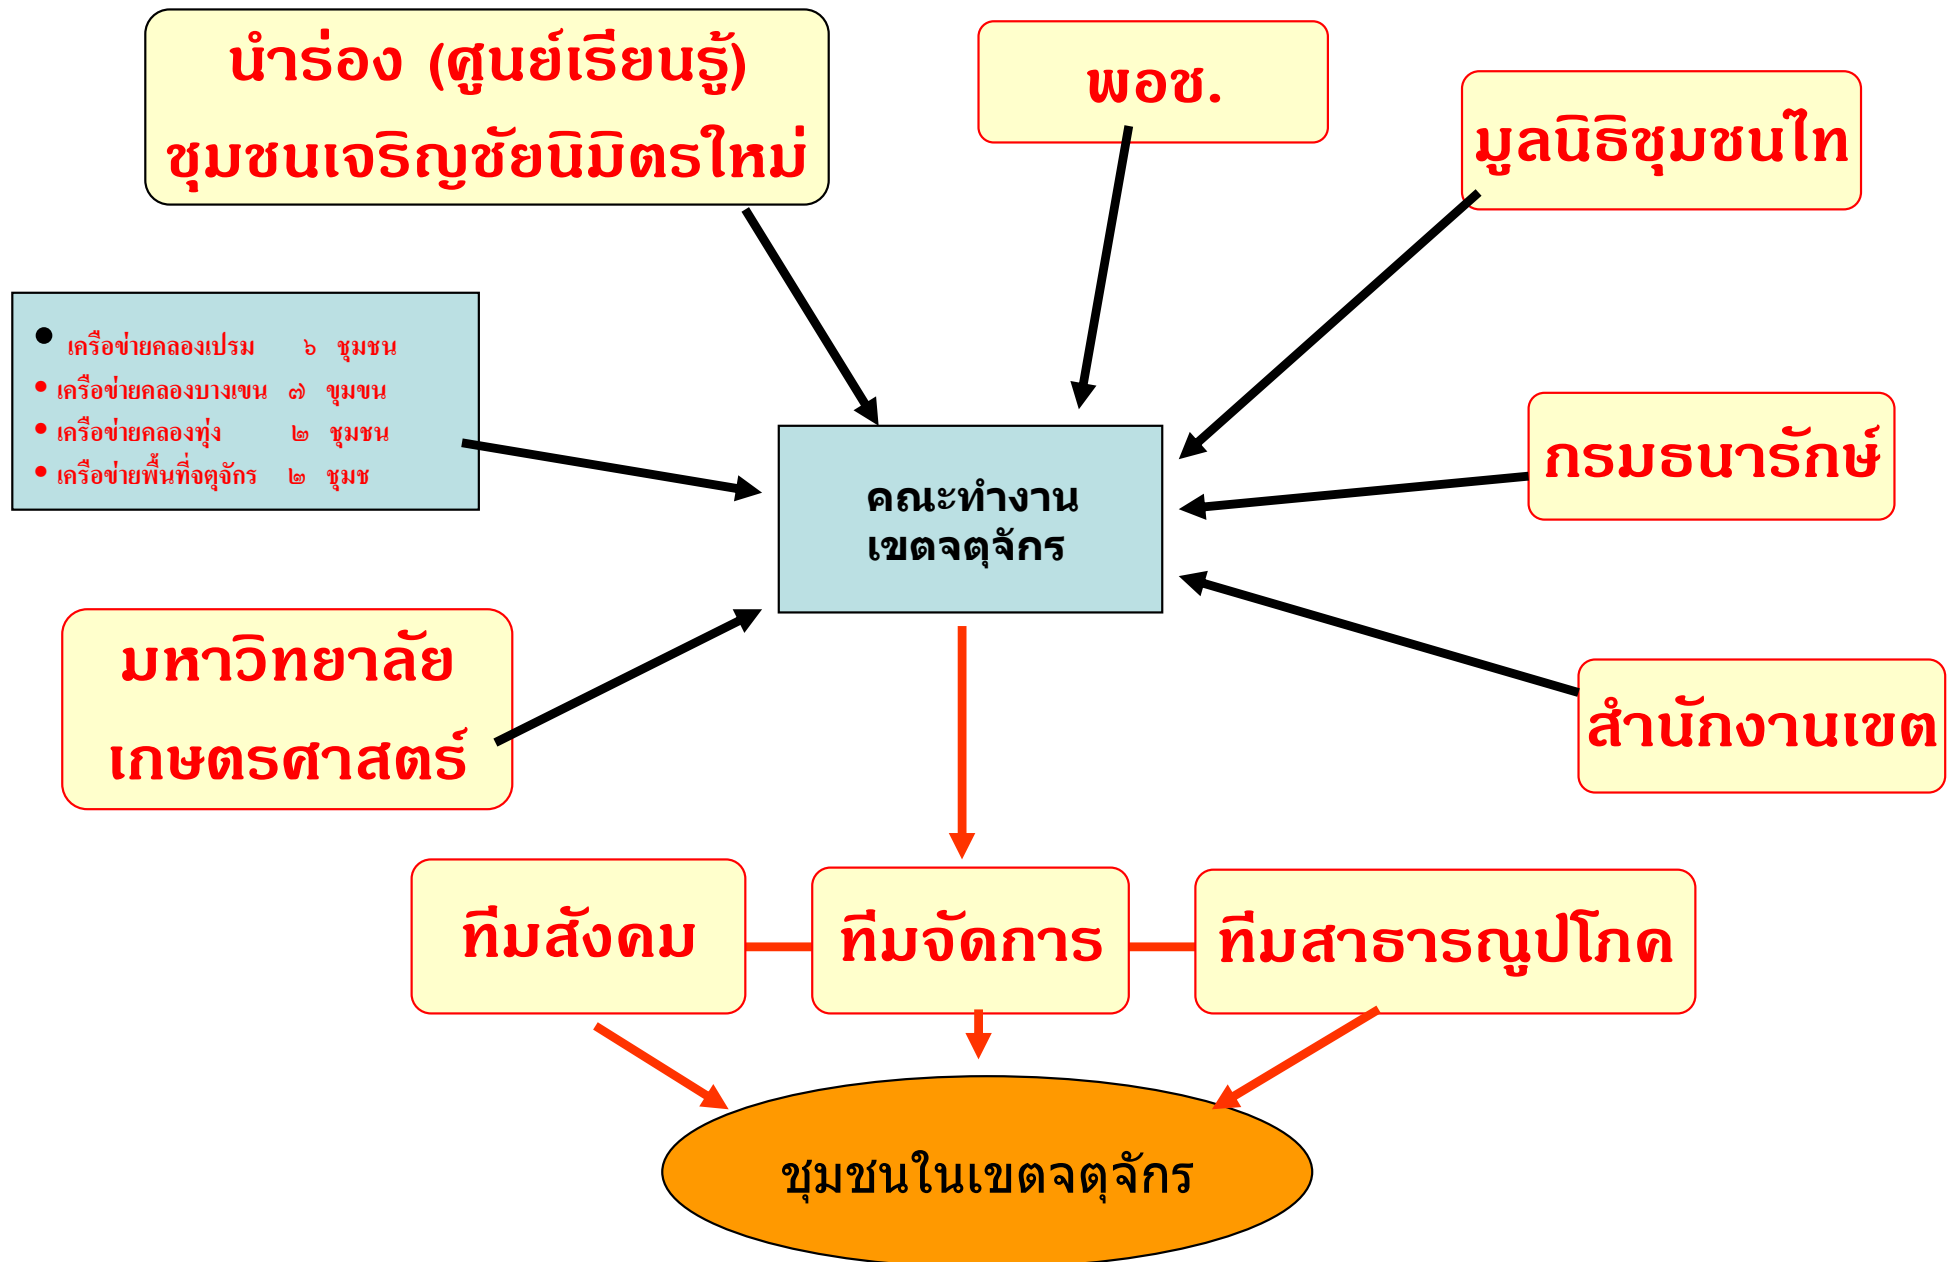 นำร่อง (ศูนย์เรียนรู้)
ชุมชนเจริญชัยนิมิตรใหม่
พอช.
มูลนิธิชุมชนไท
• เครือข่ายคลองเปรม ๖ ชุมชน
• เครือข่ายคลองบางเขน ๗ ขุมขน
• เครือข่ายคลองทุ่ง ๒ ชุมชน
• เครือข่ายพื้นที่จตุจักร ๒ ชุมช
กรมธนารักษ์
คณะทำงาน
เขตจตุจักร
มหาวิทยาลัย
เกษตรศาสตร์
สำนักงานเขต
ทีมสังคม
ทีมจัดการ
ทีมสาธารณูปโภค
ชุมชนในเขตจตุจักร